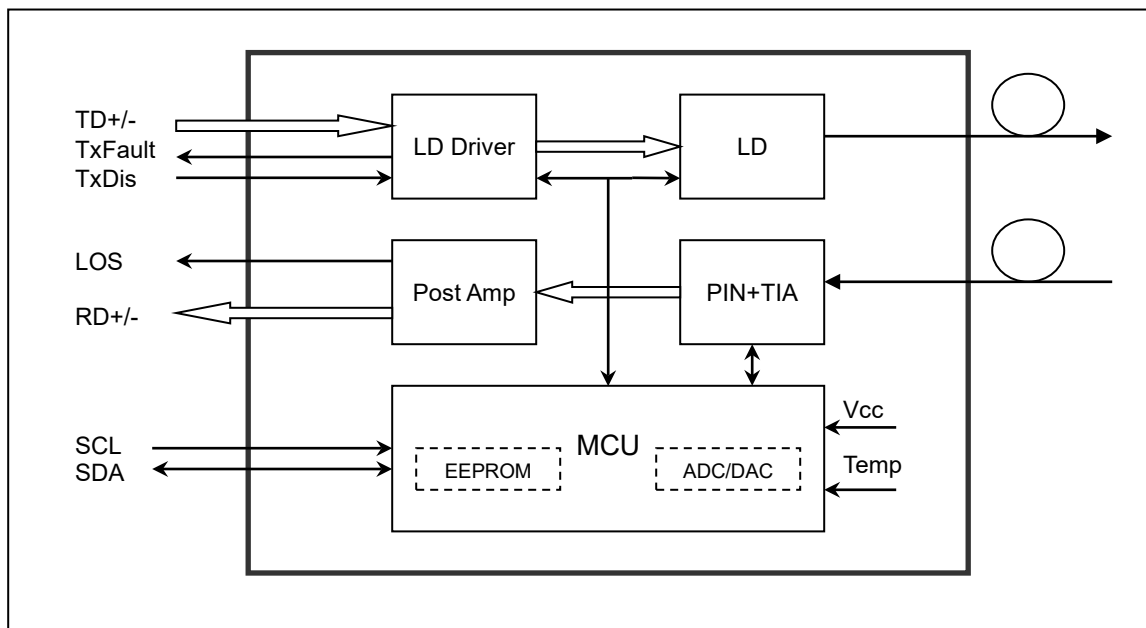 TD+/-
TxFault
TxDis
LD Driver
LD
LOS
RD+/-
Post Amp
PIN+TIA
SCL
SDA
MCU
EEPROM
ADC/DAC
Vcc
Temp